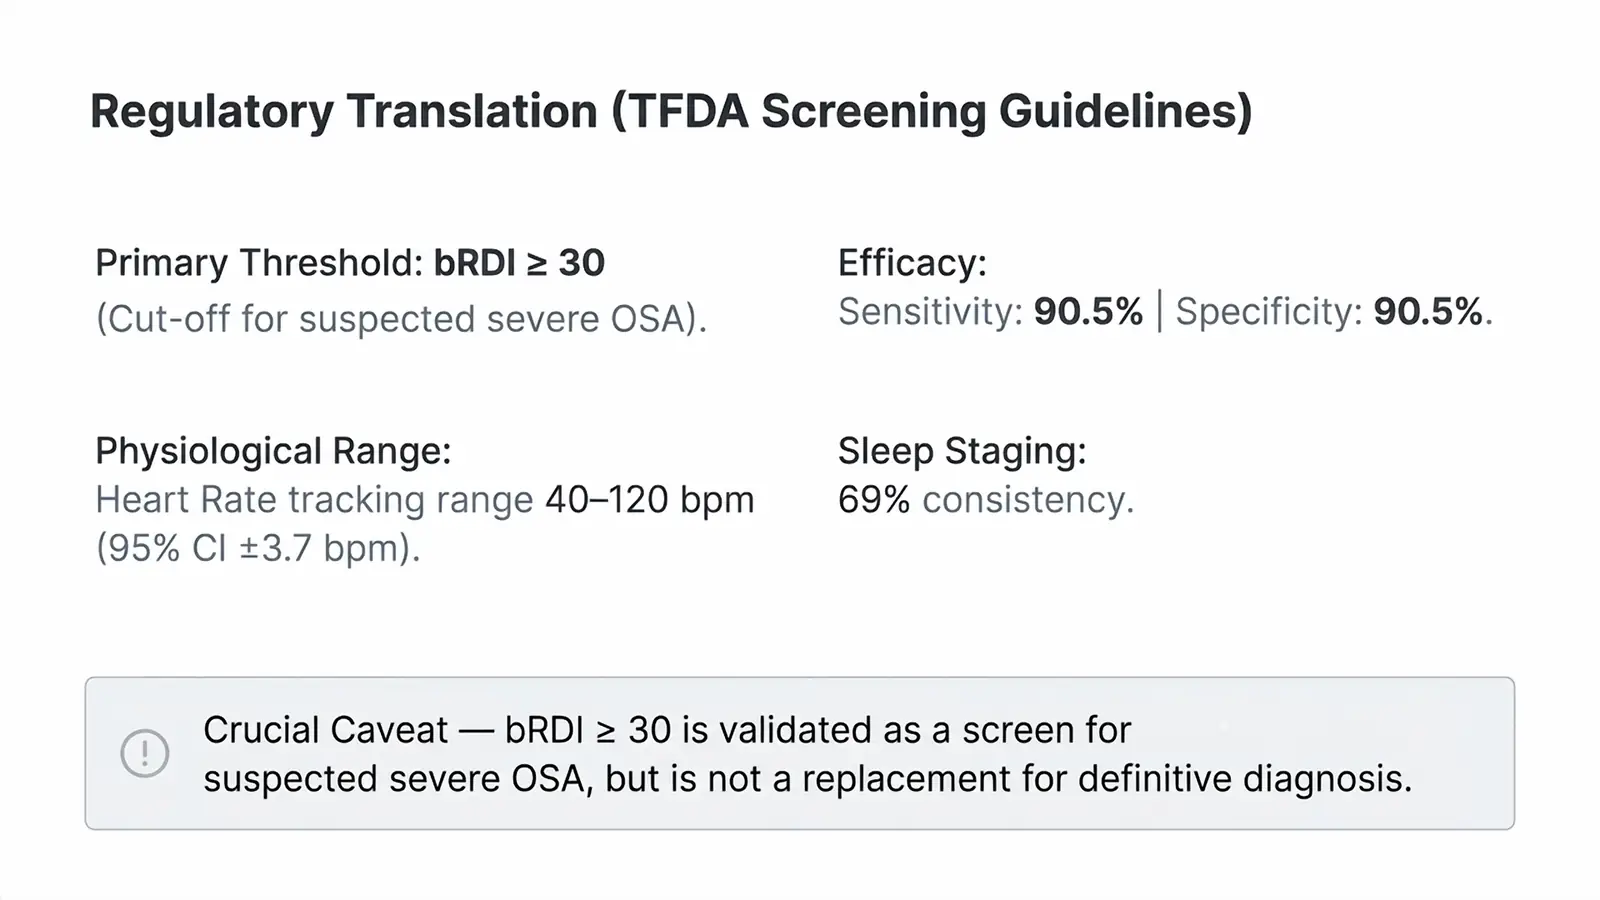 Regulatory Translation (TFDA Screening Guidelines)
Primary Threshold: bRDI ≥ 30
(Cut-off for suspected severe OSA).
Efficacy:
Sensitivity: 90.5% | Specificity: 90.5%.
Physiological Range:
Heart Rate tracking range 40–120 bpm
(95% CI ±3.7 bpm).
Sleep Staging:
69% consistency.
Crucial Caveat — bRDI ≥ 30 is validated as a screen for
suspected severe OSA, but is not a replacement for definitive diagnosis.